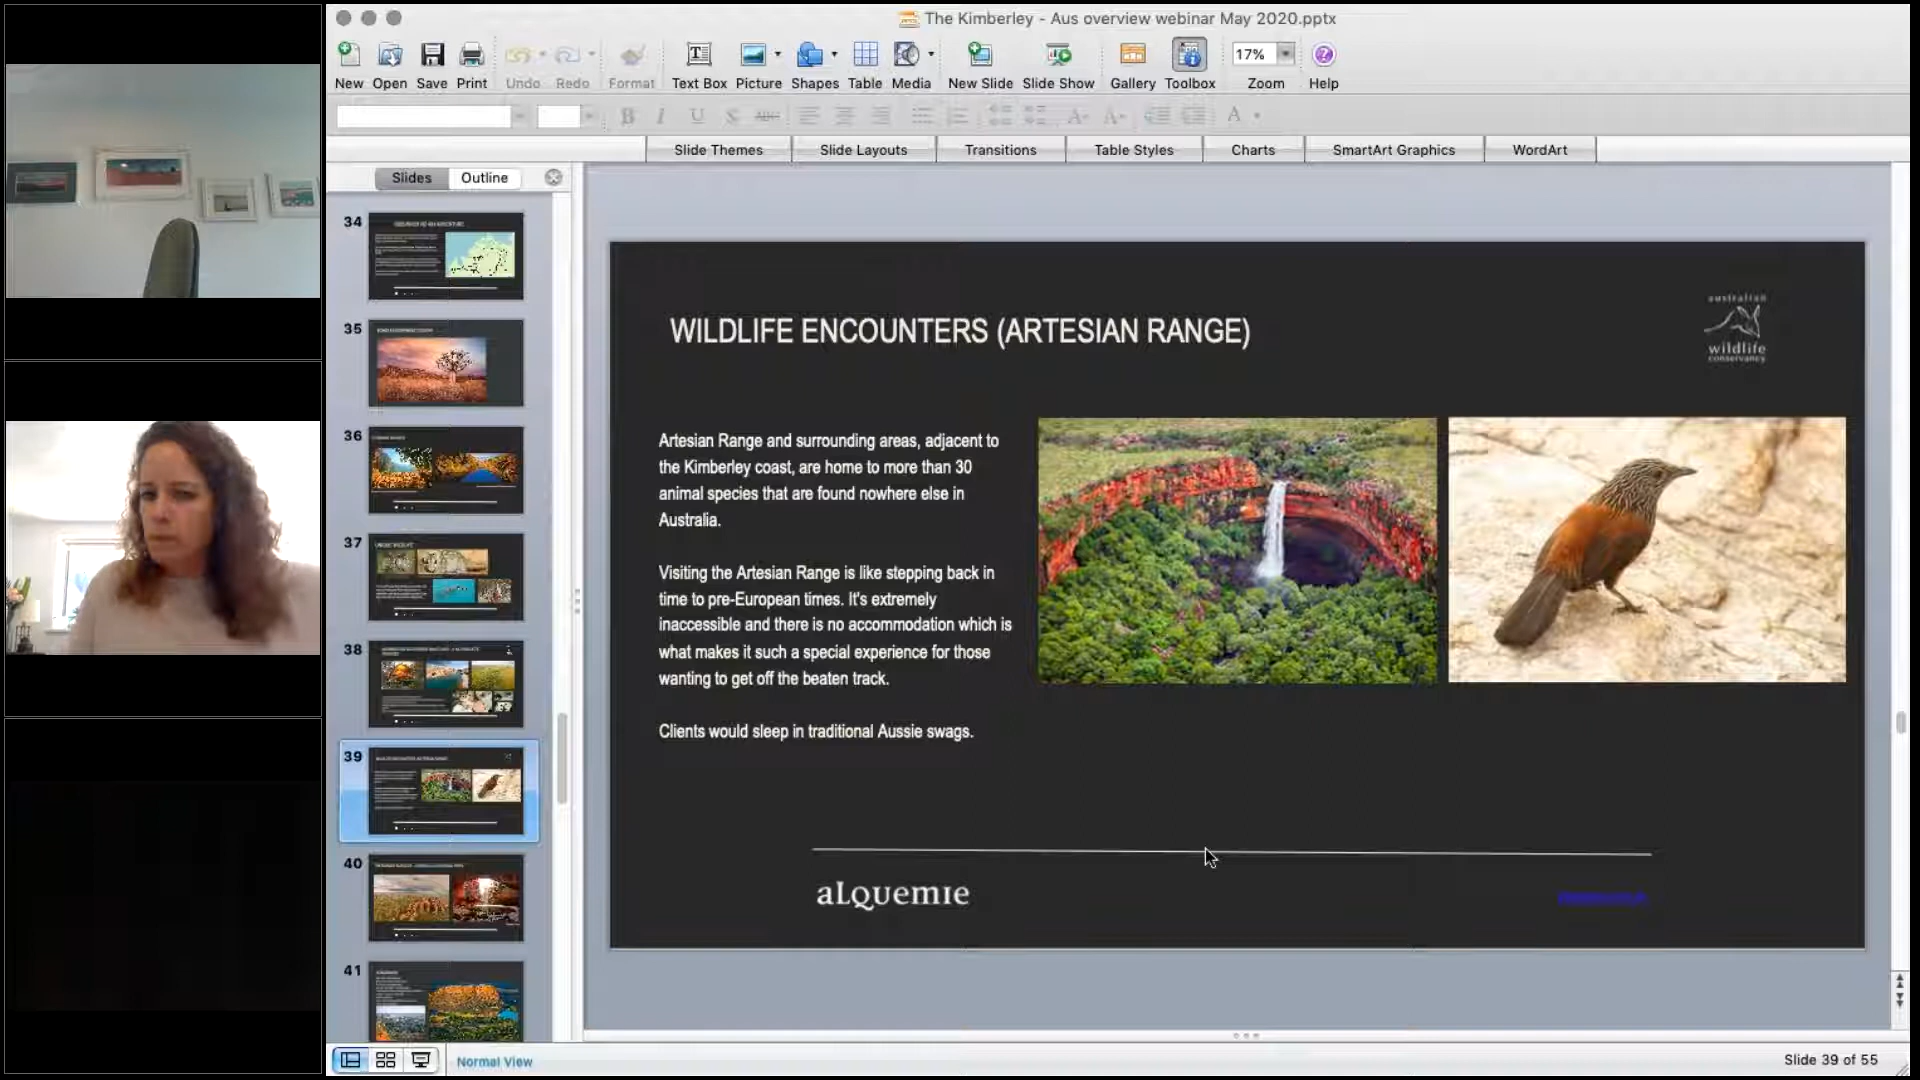 The Kimberley - Aus overview webinar May 2020.pptx
New Open Save Print Undo Redo Format Text Box Picture Shapes Table Media New Slide Slide Show Gallery Toolbox Zoom Help
17%
B I U S ABC A A A
Slide Themes Slide Layouts Transitions Table Styles Charts SmartArt Graphics WordArt
Slides Outline
34
35
36
37
38
39
40
41
WILDLIFE ENCOUNTERS (ARTESIAN RANGE)
australian
wildlife
conservancy
Artesian Range and surrounding areas, adjacent to
the Kimberley coast, are home to more than 30
animal species that are found nowhere else in
Australia.
Visiting the Artesian Range is like stepping back in
time to pre-European times. It's extremely
inaccessible and there is no accommodation which is
what makes it such a special experience for those
wanting to get off the beaten track.
Clients would sleep in traditional Aussie swags.
aLQuemie
Normal View
Slide 39 of 55